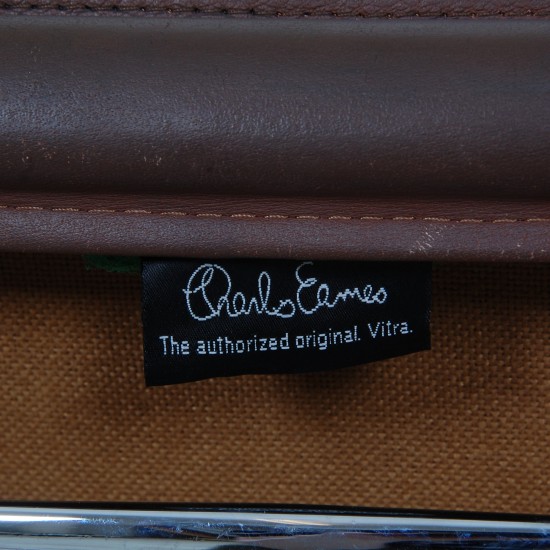 Charles Eames
The authorized original. Vitra.